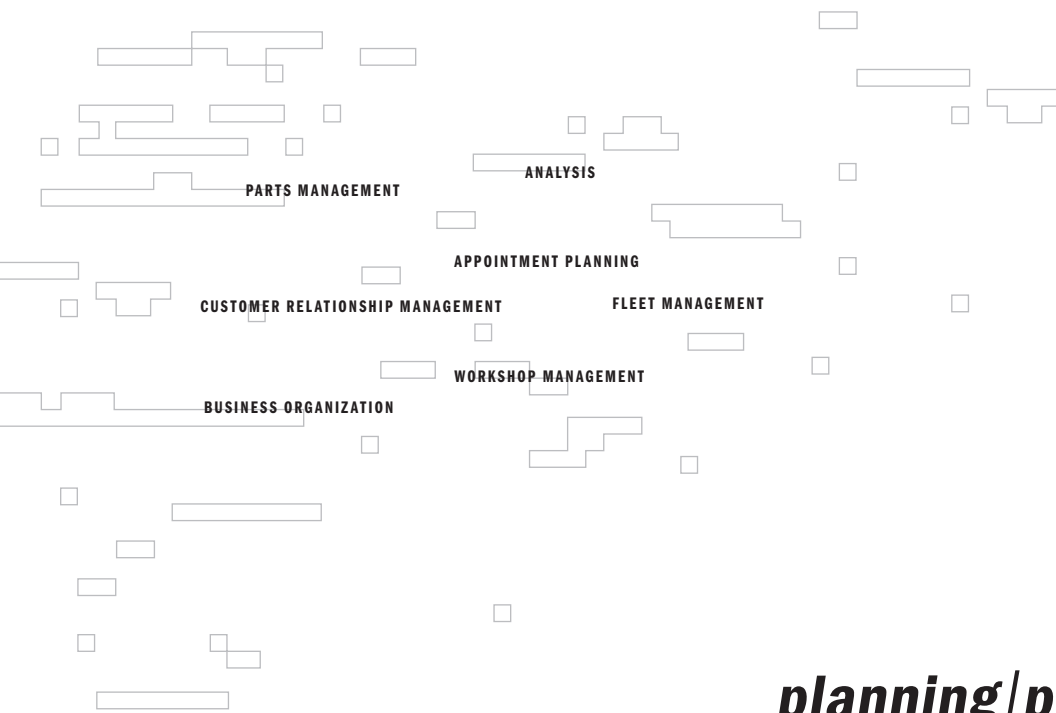 ANALYSIS
PARTS MANAGEMENT
APPOINTMENT PLANNING
FLEET MANAGEMENT
CUSTOMER RELATIONSHIP MANAGEMENT
WORKSHOP MANAGEMENT
BUSINESS ORGANIZATION
planning|p